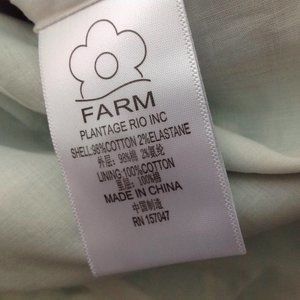 FARM
PLANTAGE RIO INC
SHELL:98%COTTON 2%ELASTANE
外层: 98%棉 2%氨纶
LINING:100%COTTON
里层: 100%棉
MADE IN CHINA
中国制造
RN 157047